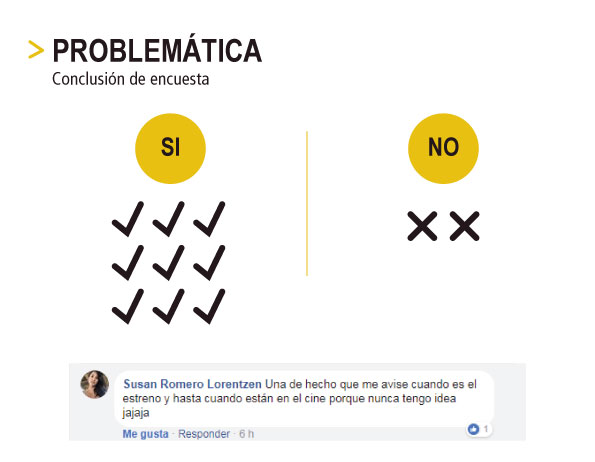 > PROBLEMÁTICA
Conclusión de encuesta
SI
NO
Susan Romero Lorentzen Una de hecho que me avise cuando es el
estreno y hasta cuando están en el cine porque nunca tengo idea
jajaja
Me gusta · Responder · 6 h
1